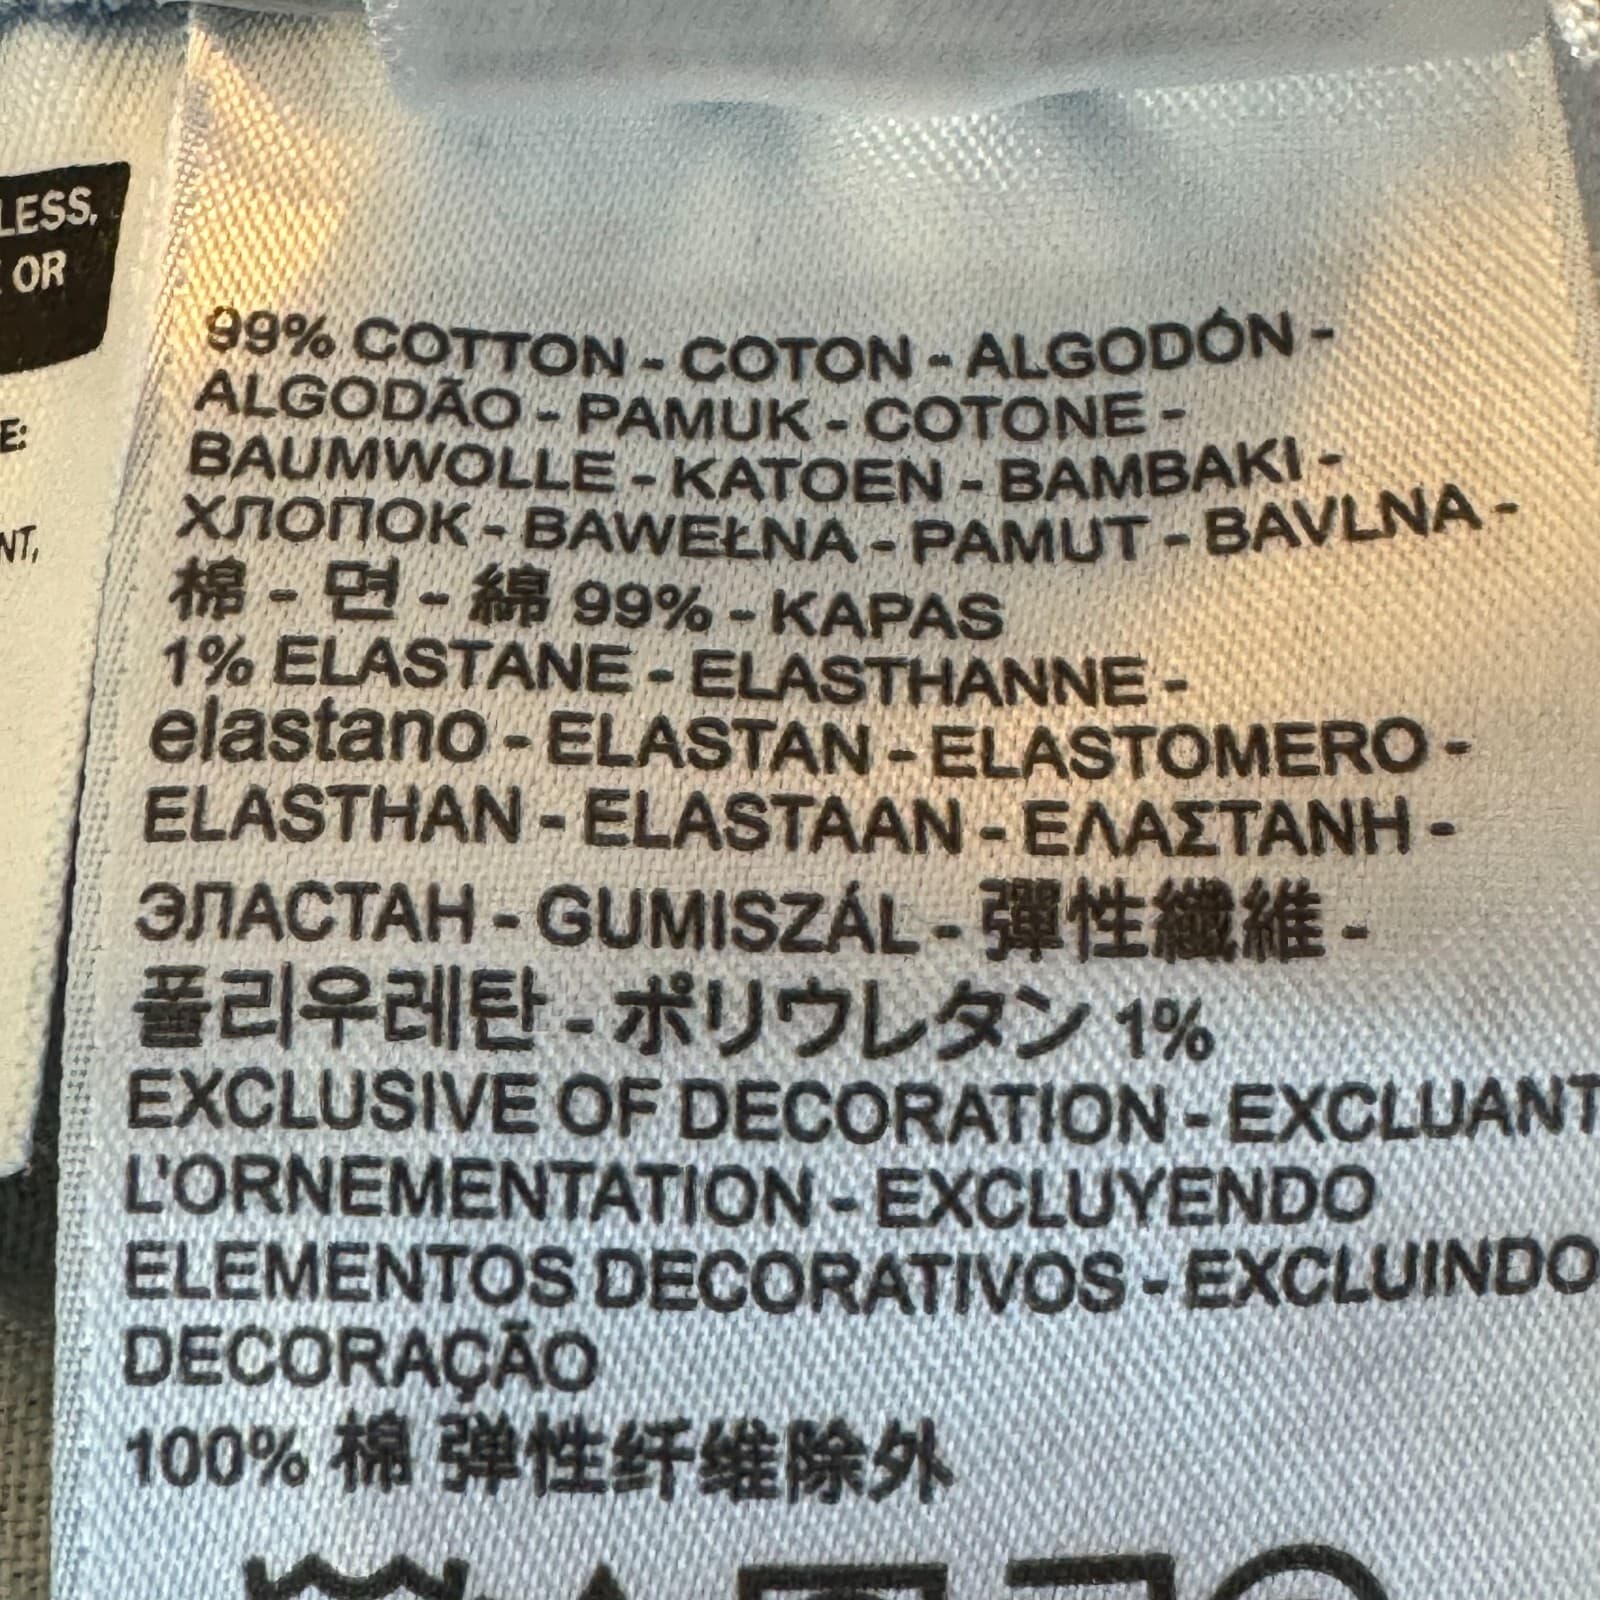 LESS,
OR
E:
NT,
99% COTTON - COTON - ALGODÓN -
ALGODÃO - PAMUK - COTONE -
BAUMWOLLE - KATOEN - BAMBAKI -
ХЛОПОК - BAWEŁNA - PAMUT - BAVLNA -
棉 - 면 - 綿 99% - KAPAS
1% ELASTANE - ELASTHANNE -
elastano - ELASTAN - ELASTOMERO -
ELASTHAN - ELASTAAN - ΕΛΑΣΤΑΝΗ -
ЭЛАСТАН - GUMISZÁL - 彈性纖維 -
폴리우레탄 - ポリウレタン 1%
EXCLUSIVE OF DECORATION - EXCLUANT
L'ORNEMENTATION - EXCLUYENDO
ELEMENTOS DECORATIVOS - EXCLUINDO
DECORAÇÃO
100% 棉 弹性纤维除外